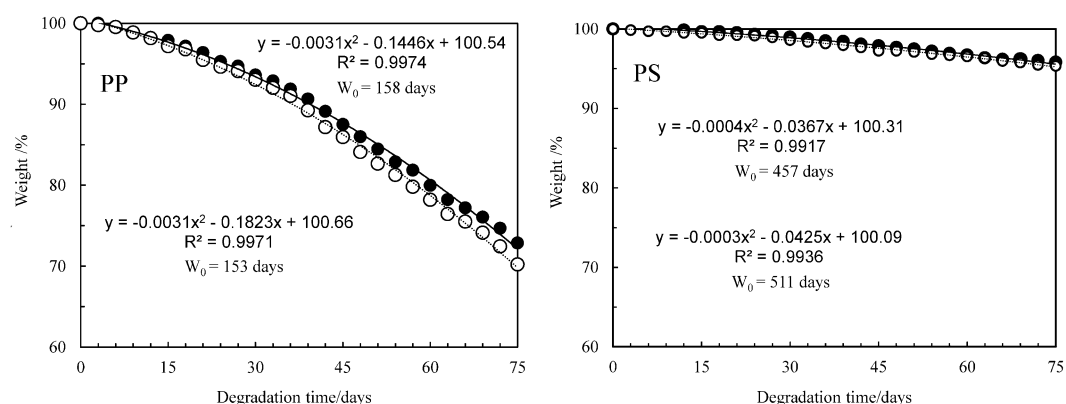 100
90
80
70
60
Weight /%
PP
y = -0.0031x² - 0.1446x + 100.54
R² = 0.9974
W₀ = 158 days
y = -0.0031x² - 0.1823x + 100.66
R² = 0.9971
W₀ = 153 days
0 15 30 45 60 75
Degradation time/days
100
90
80
70
60
Weight /%
PS
y = -0.0004x² - 0.0367x + 100.31
R² = 0.9917
W₀ = 457 days
y = -0.0003x² - 0.0425x + 100.09
R² = 0.9936
W₀ = 511 days
0 15 30 45 60 75
Degradation time/days